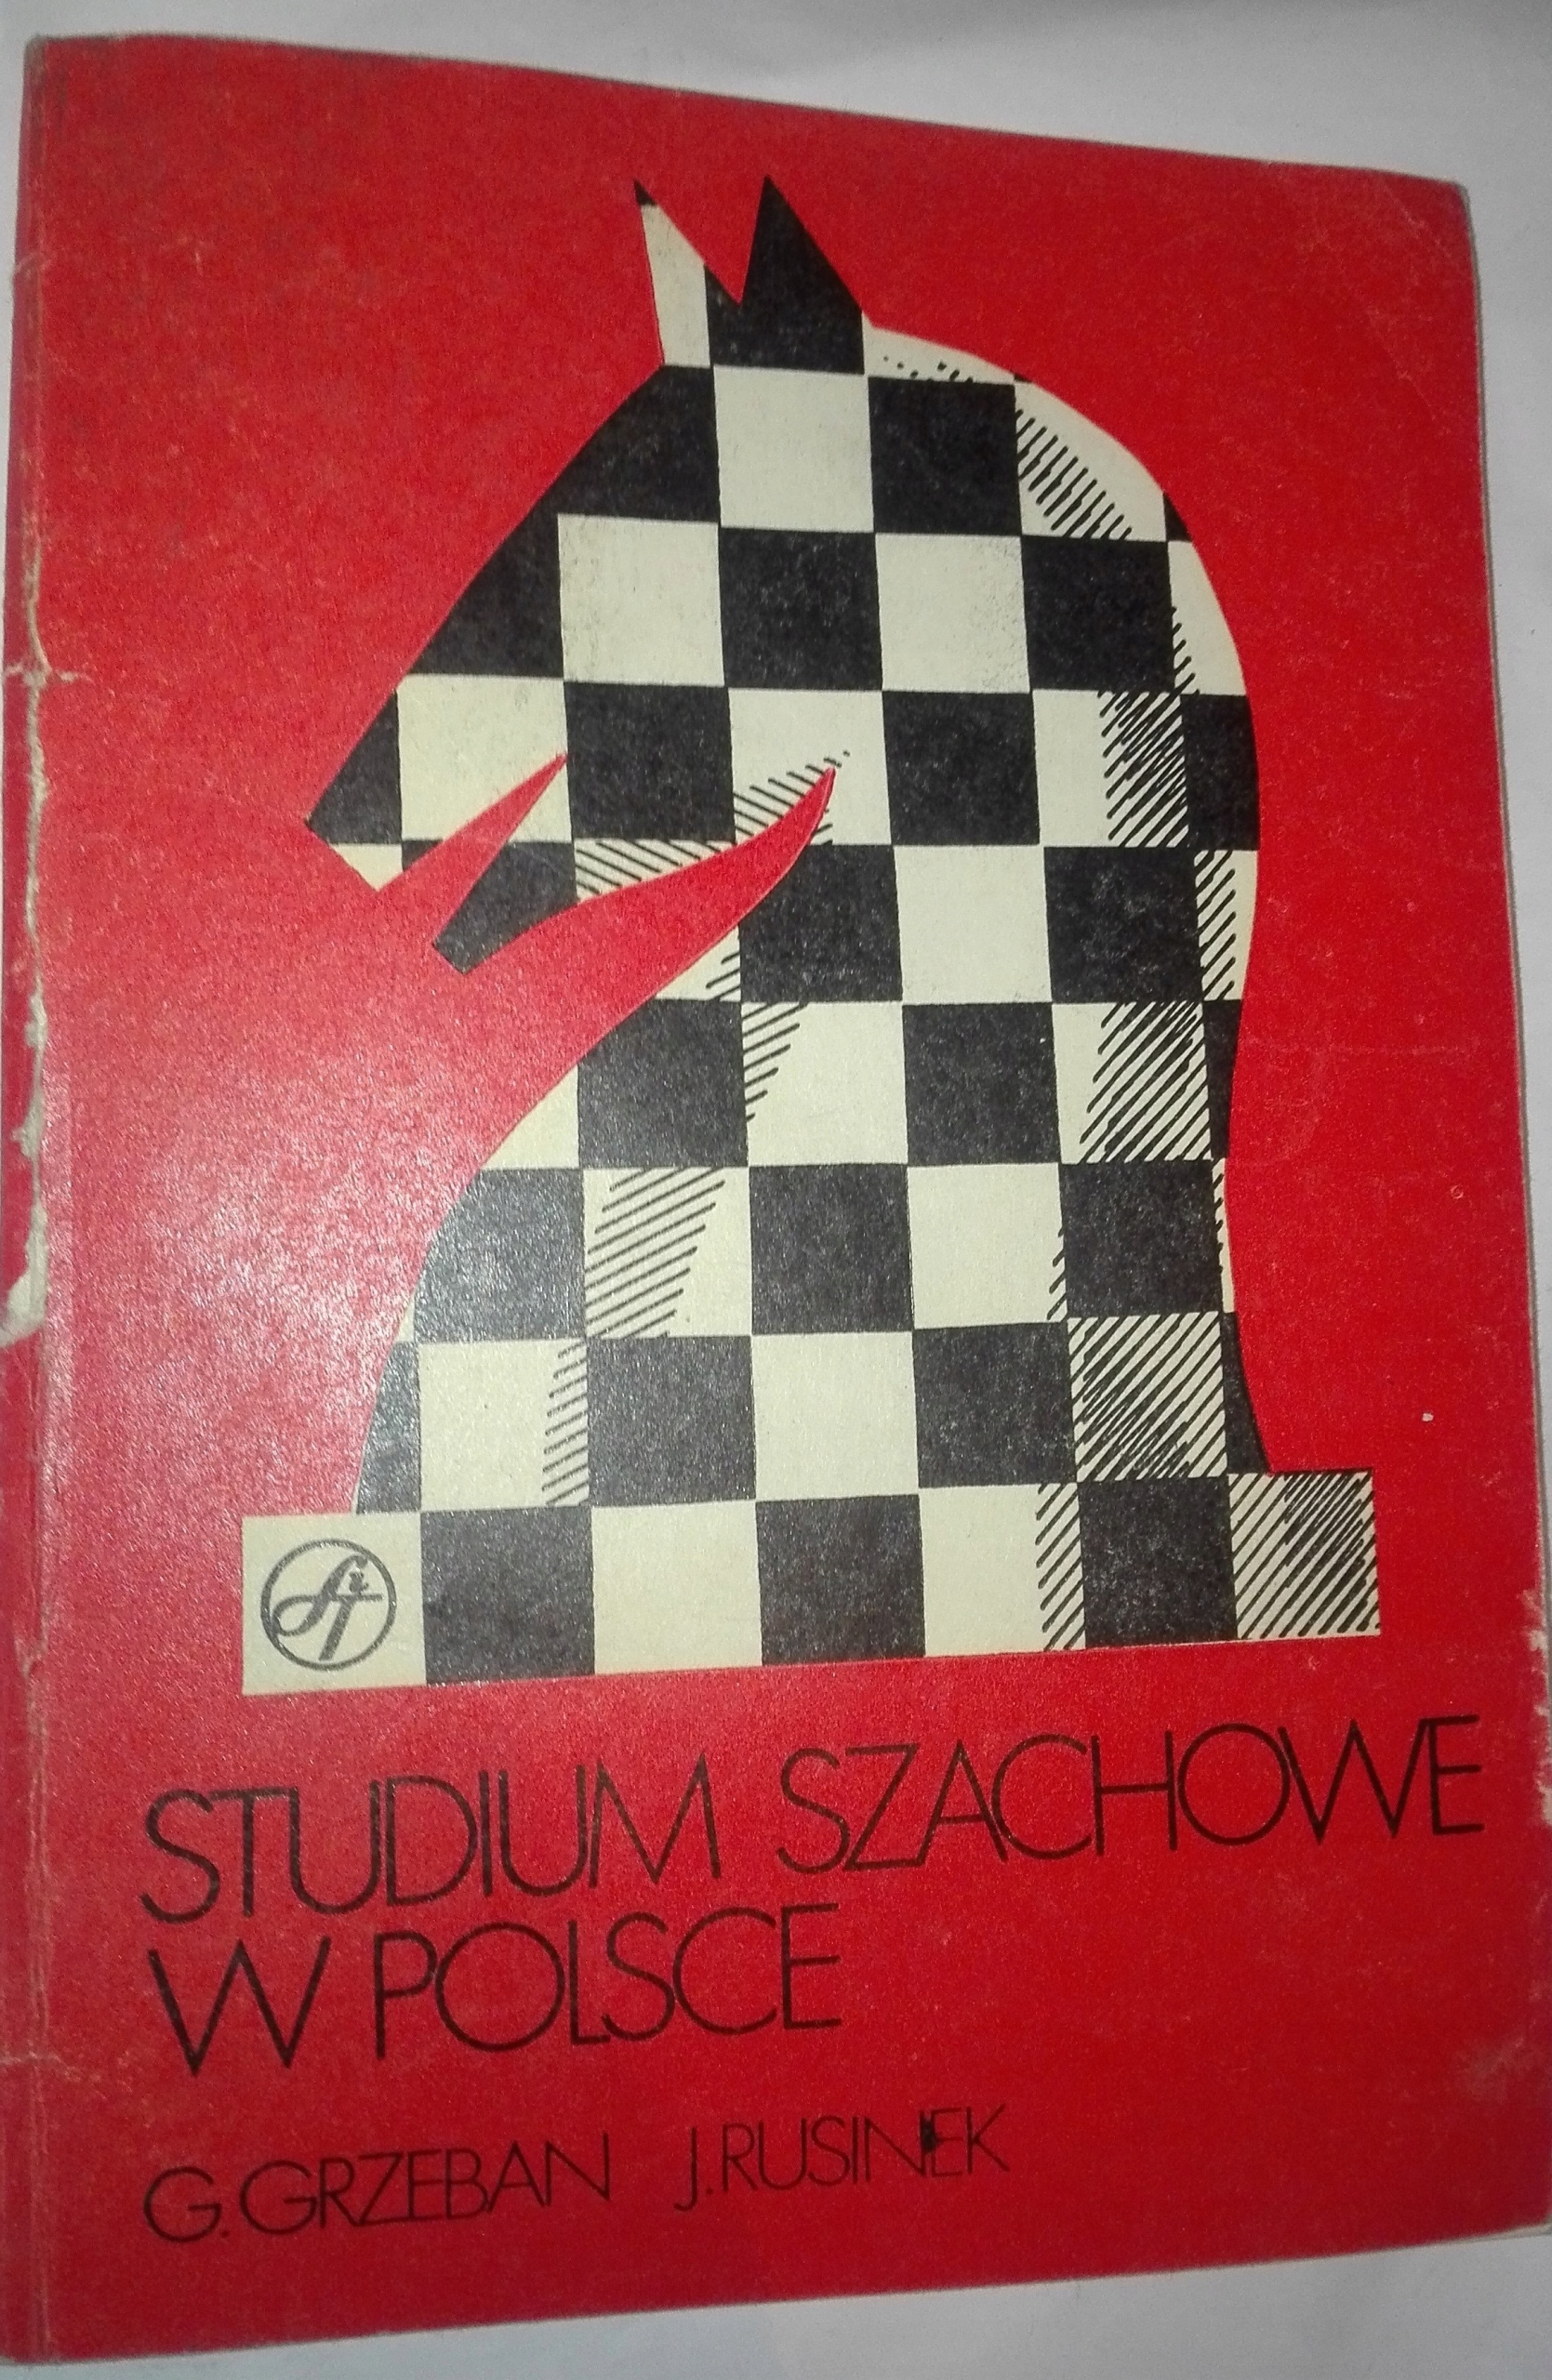 STUDIUM SZACHOWE
W POLSCE
G. GRZEBAN J. RUSINEK